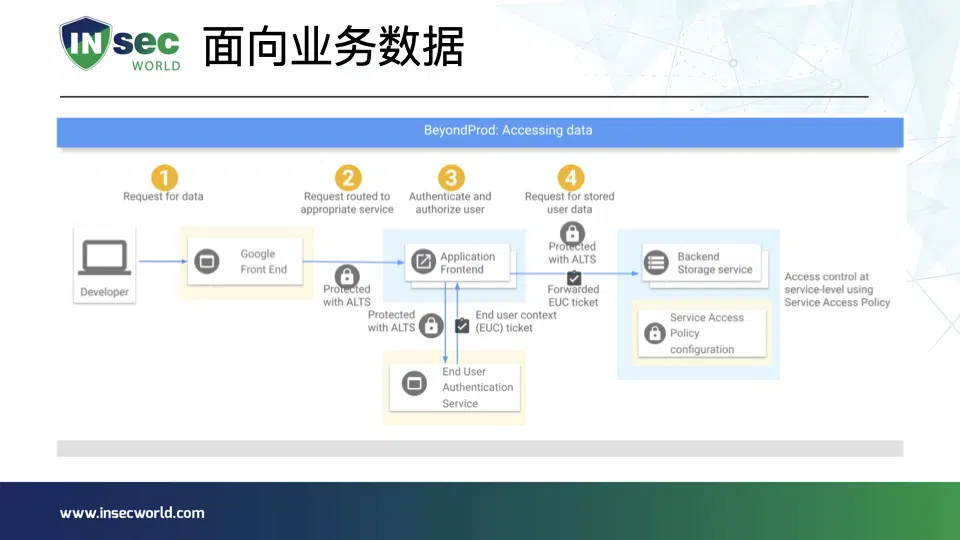 INsec
WORLD
面向业务数据
BeyondProd: Accessing data
1
Request for data
2
Request routed to
appropriate service
3
Authenticate and
authorize user
4
Request for stored
user data
Developer
Google
Front End
Protected
with ALTS
Application
Frontend
Protected
with ALTS
Forwarded
EUC ticket
Backend
Storage service
Service Access
Policy
configuration
Access control at
service-level using
Service Access Policy
Protected
with ALTS
End user context
(EUC) ticket
End User
Authentication
Service
www.insecworld.com